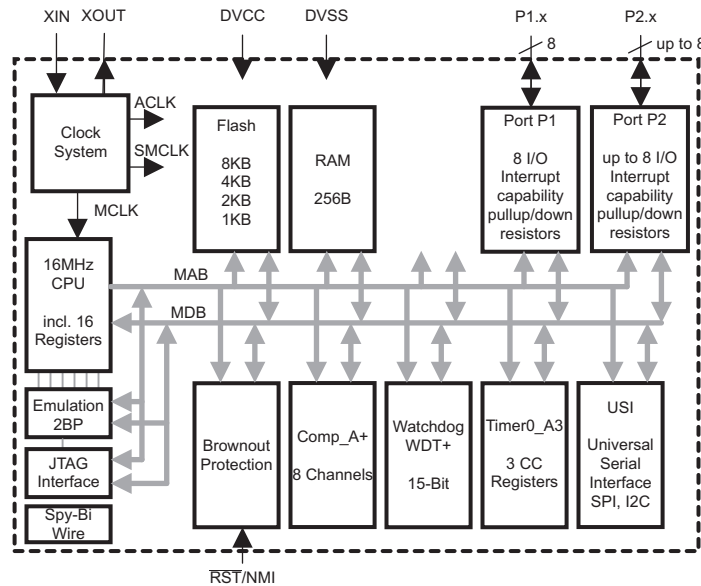 XIN XOUT DVCC DVSS P1.x P2.x
8 up to 8
ACLK
Clock
System
SMCLK
MCLK
Flash
8KB
4KB
2KB
1KB
RAM
256B
Port P1
8 I/O
Interrupt
capability
pullup/down
resistors
Port P2
up to 8 I/O
Interrupt
capability
pullup/down
resistors
16MHz
CPU
incl. 16
Registers
MAB
MDB
Emulation
2BP
JTAG
Interface
Spy-Bi
Wire
Brownout
Protection
Comp_A+
8 Channels
Watchdog
WDT+
15-Bit
Timer0_A3
3 CC
Registers
USI
Universal
Serial
Interface
SPI, I2C
RST/NMI